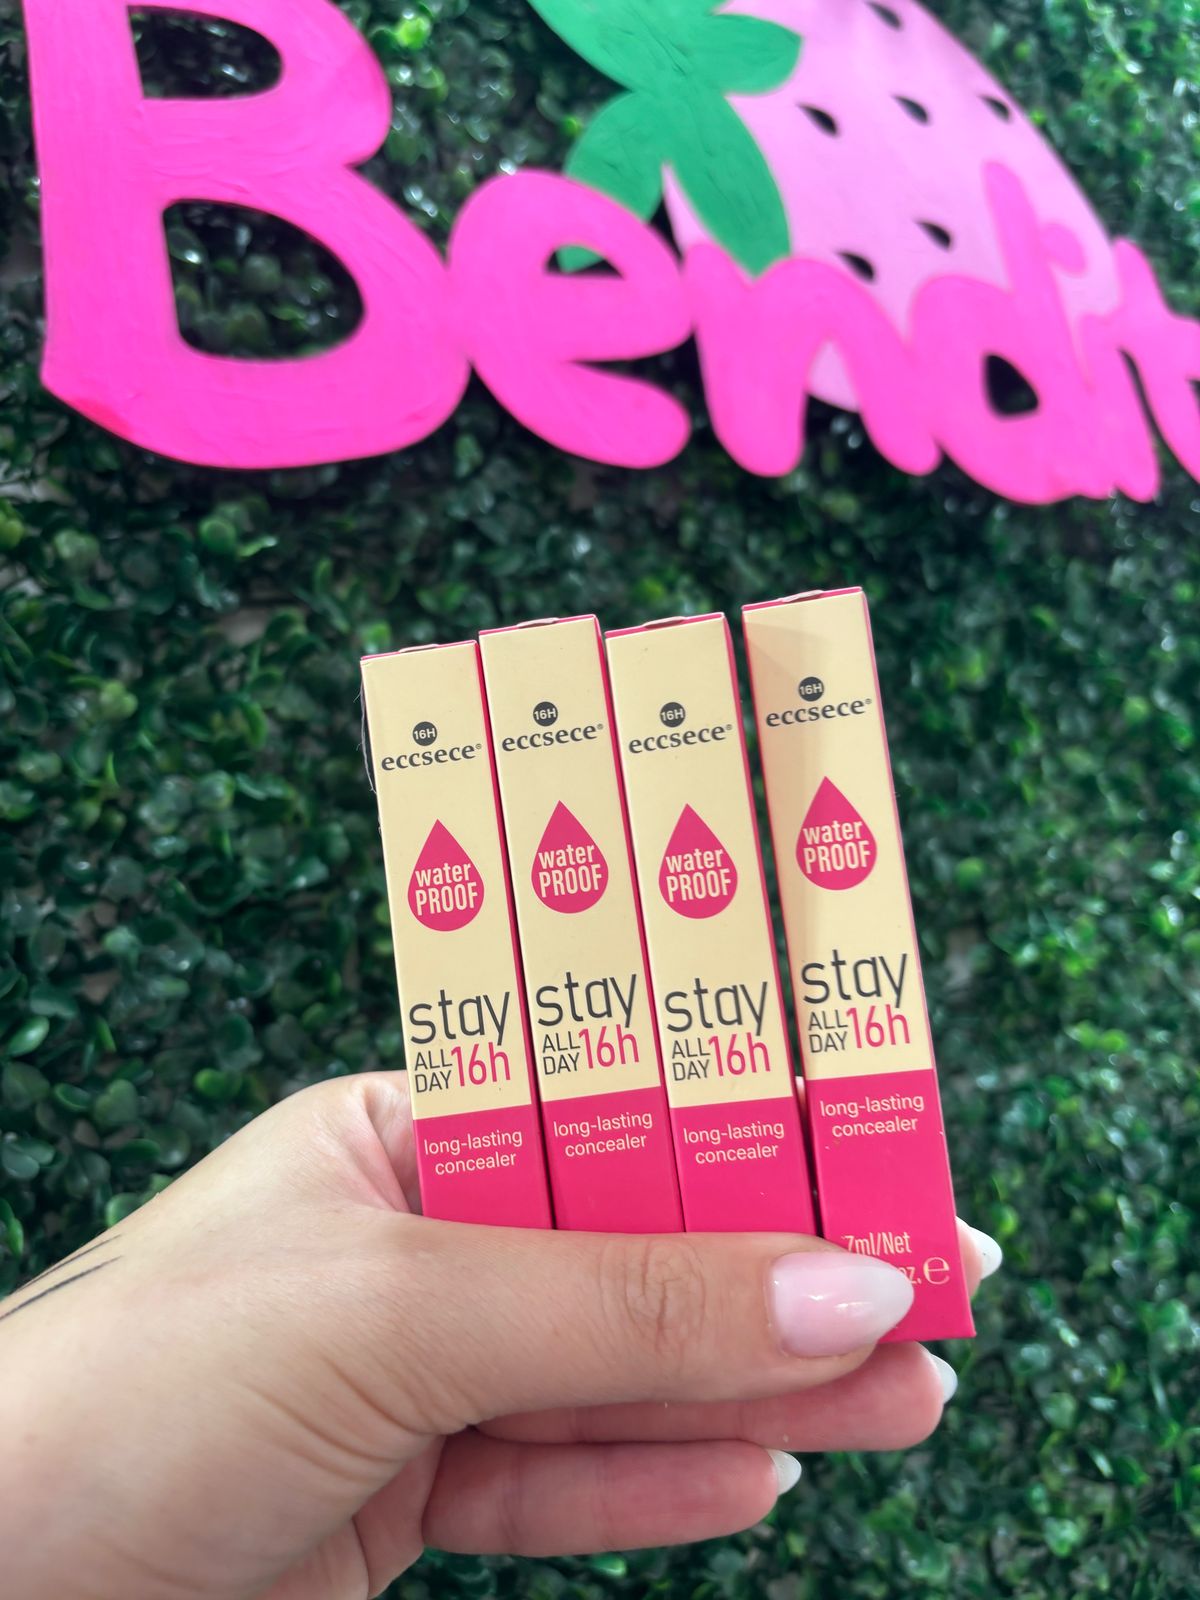 Bendit
16H
eccsece®
water
PROOF
stay
ALL
DAY 16h
long-lasting
concealer
16H
eccsece®
water
PROOF
stay
ALL
DAY 16h
long-lasting
concealer
16H
eccsece®
water
PROOF
stay
ALL
DAY 16h
long-lasting
concealer
16H
eccsece®
water
PROOF
stay
ALL
DAY 16h
long-lasting
concealer
7ml/Net
oz. ℮